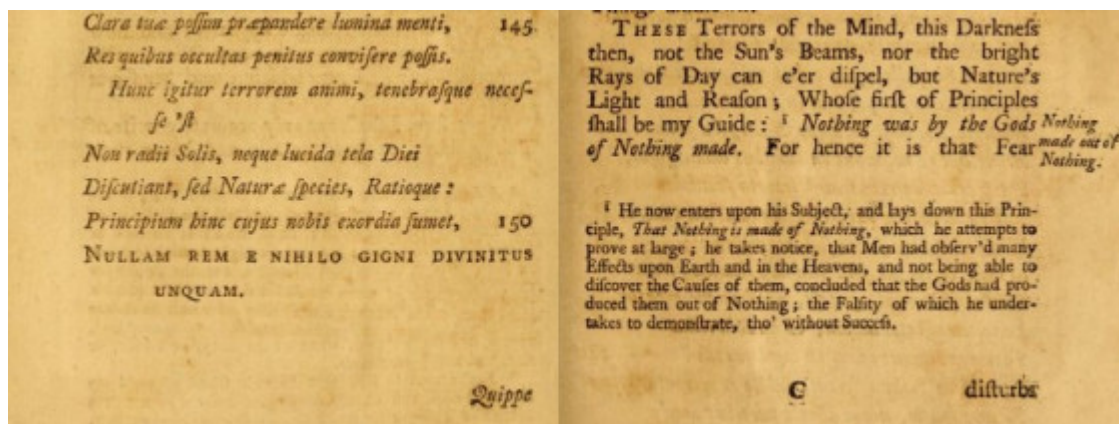 Clara tuæ poſſim præpandere lumina menti, 145
Res quibus occultas penitus conviſere poſſis.
Hunc igitur terrorem animi, tenebraſque neceſ-
ſe 'ſt
Non radii Solis, neque lucida tela Diei
Diſcutiant, ſed Naturæ ſpecies, Ratioque :
Principium hinc cujus nobis exordia ſumet, 150
NULLAM REM E NIHILO GIGNI DIVINITUS
UNQUAM.
Quippe
THESE Terrors of the Mind, this Darkneſs
then, not the Sun's Beams, nor the bright
Rays of Day can e'er diſpel, but Nature's
Light and Reaſon ; Whoſe firſt of Principles
ſhall be my Guide : ⁱ Nothing was by the Gods
of Nothing made. For hence it is that Fear
Nothing
made out of
Nothing.
ⁱ He now enters upon his Subject, and lays down this Prin-
ciple, That Nothing is made of Nothing, which he attempts to
prove at large ; he takes notice, that Men had obſerv'd many
Effects upon Earth and in the Heavens, and not being able to
diſcover the Cauſes of them, concluded that the Gods had pro-
duced them out of Nothing ; the Falſity of which he under-
takes to demonſtrate, tho' without Succeſs.
C diſturbs